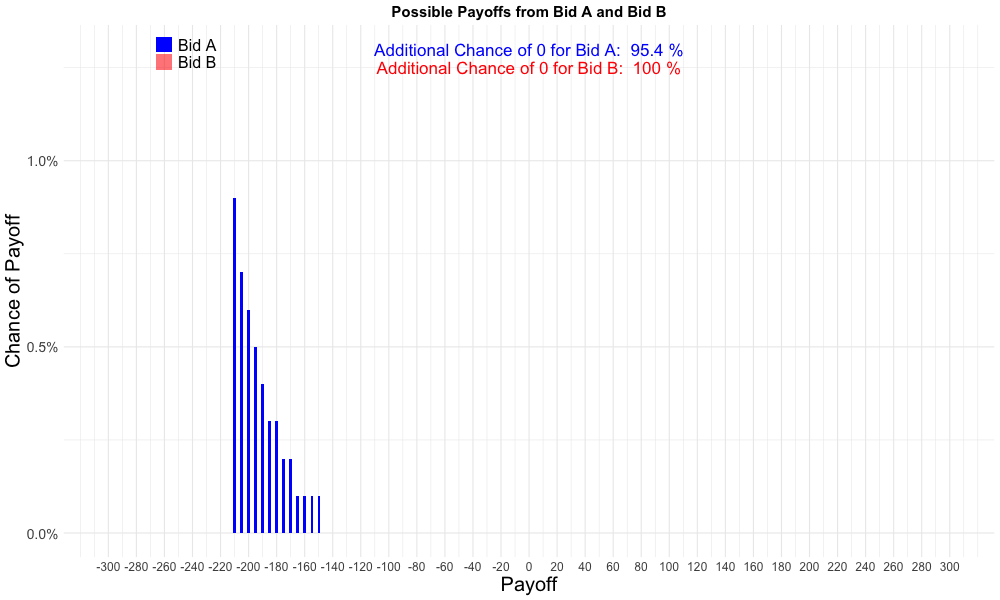 Possible Payoffs from Bid A and Bid B
Bid A
Bid B
Additional Chance of 0 for Bid A: 95.4 %
Additional Chance of 0 for Bid B: 100 %
Chance of Payoff
1.0%
0.5%
0.0%
-300 -280 -260 -240 -220 -200 -180 -160 -140 -120 -100 -80 -60 -40 -20 0 20 40 60 80 100 120 140 160 180 200 220 240 260 280 300
Payoff